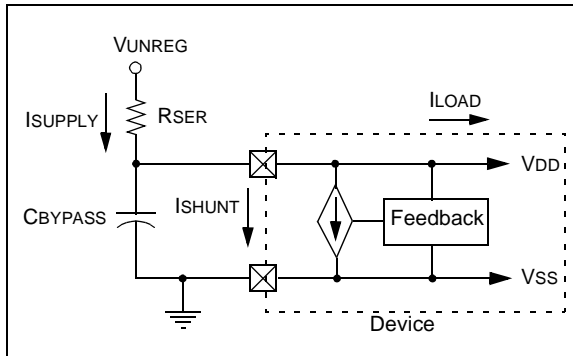 VUNREG
ILOAD
ISUPPLY
RSER
VDD
CBYPASS
ISHUNT
Feedback
VSS
Device